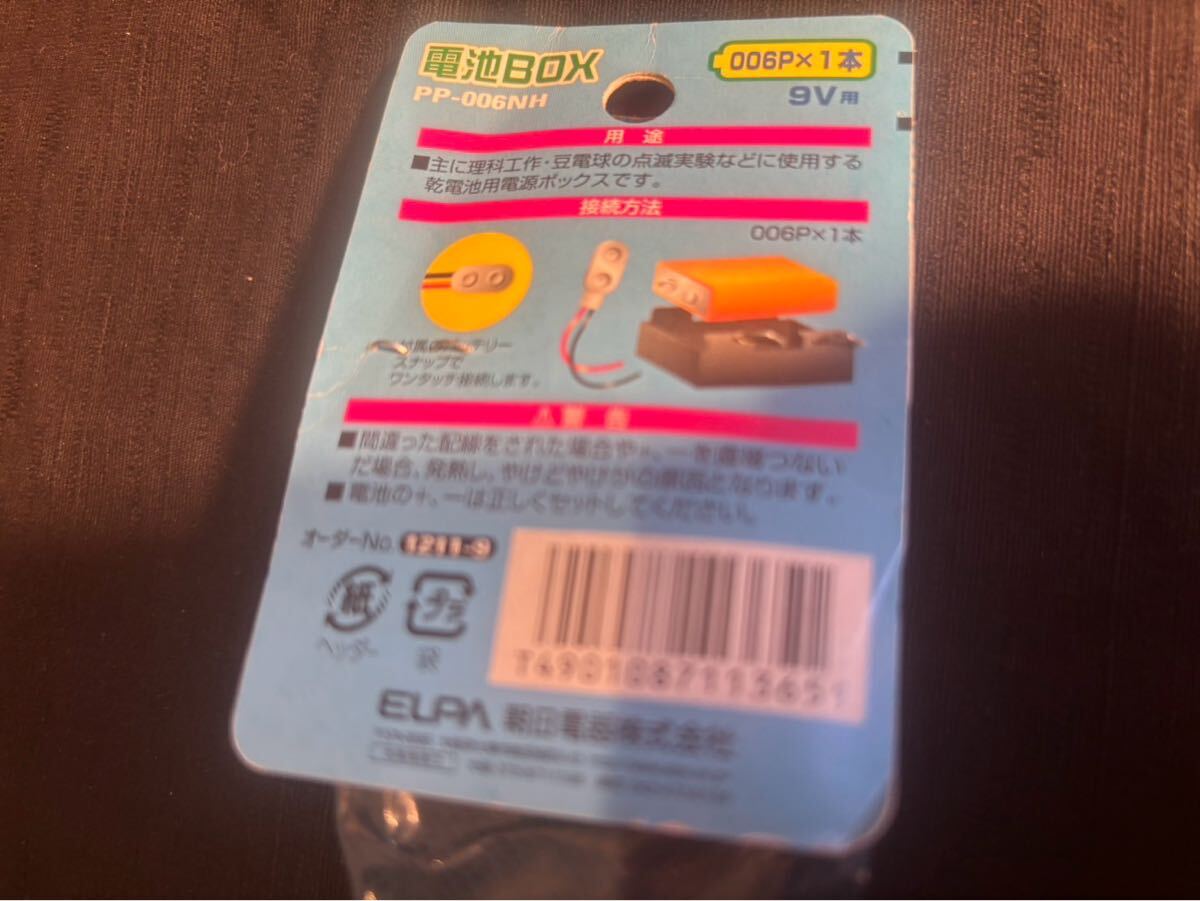 電池BOX
PP-006NH
006P×1本
9V用
用途
■主に理科工作・豆電球の点滅実験などに使用する
乾電池用電源ボックスです。
接続方法
006P×1本
スナップで
ワンタッチ接続します。
警告
■間違った配線をされた場合や+、ーを直接つない
だ場合、発熱し、やけどやけがの原因となります。
■電池の+、ーは正しくセットしてください。
オーダーNo. 1211-9
紙
プラ
ヘッダー
袋
ELPA 朝日電器株式会社